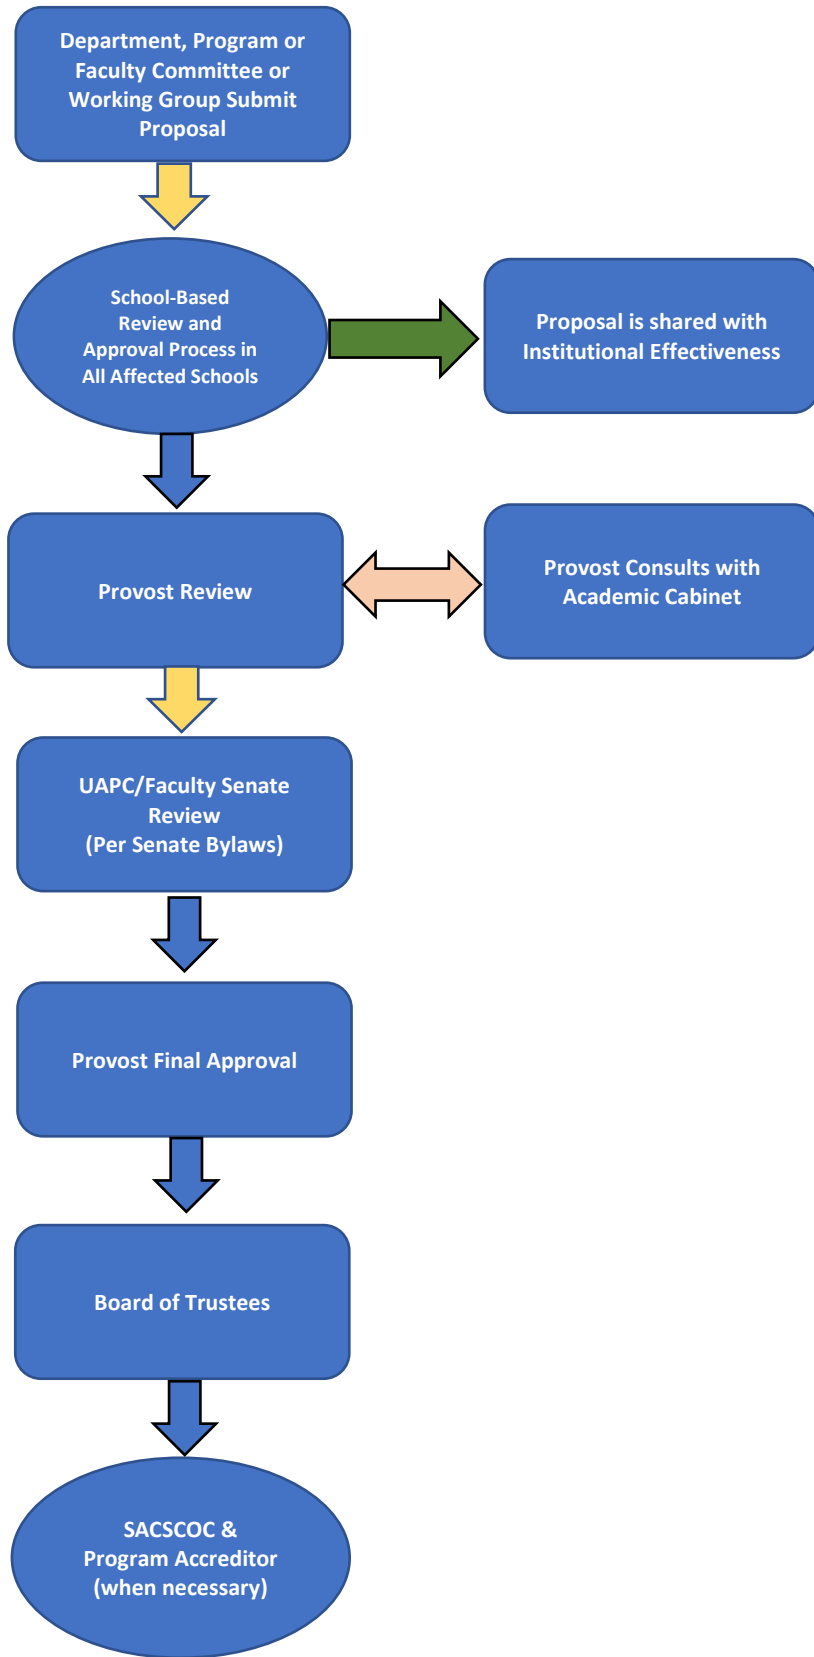 Department, Program or
Faculty Committee or
Working Group Submit
Proposal
School-Based
Review and
Approval Process in
All Affected Schools
Proposal is shared with
Institutional Effectiveness
Provost Review
Provost Consults with
Academic Cabinet
UAPC/Faculty Senate
Review
(Per Senate Bylaws)
Provost Final Approval
Board of Trustees
SACSCOC &
Program Accreditor
(when necessary)